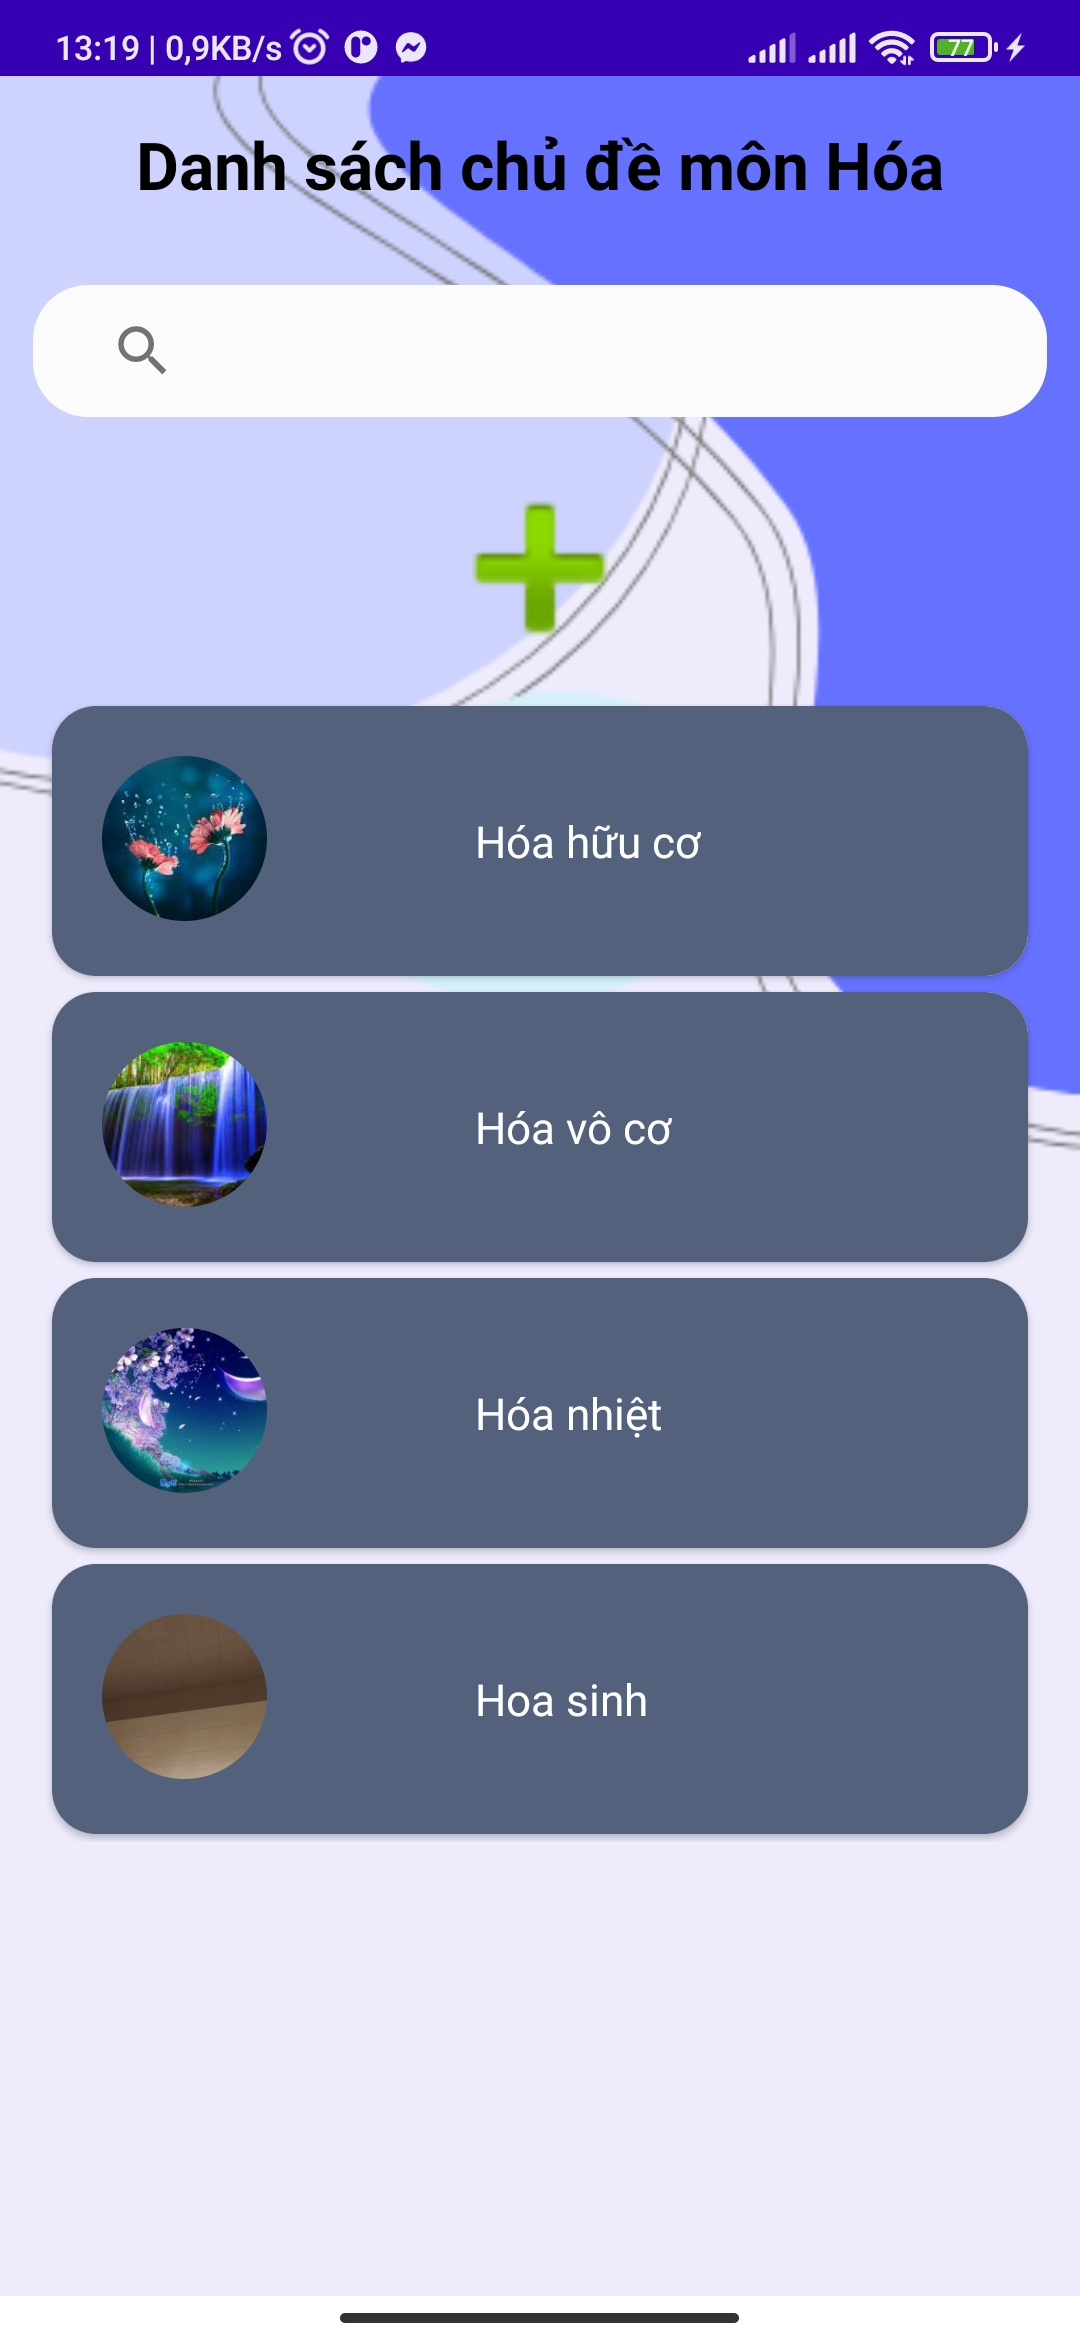 13:19 | 0,9KB/s
77
Danh sách chủ đề môn Hóa
Hóa hữu cơ
Hóa vô cơ
Hóa nhiệt
Hoa sinh